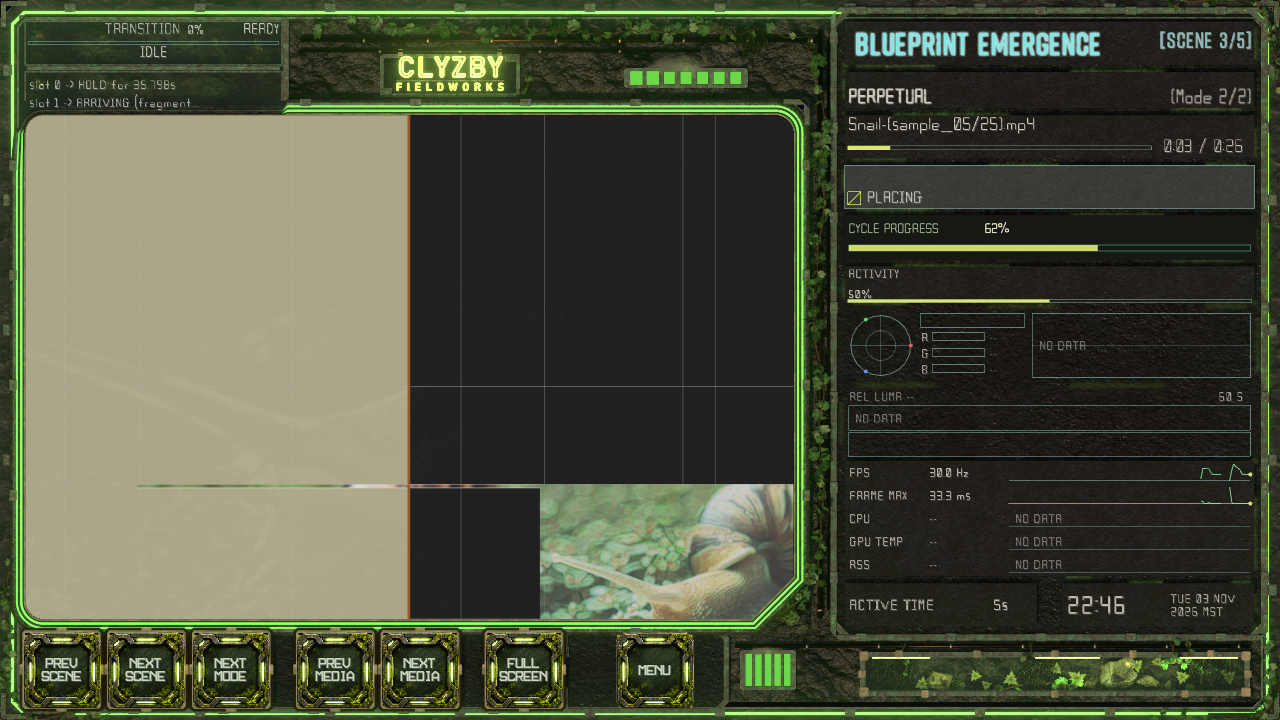 TRANSITION 0% READY
IDLE
slot 0 -> HOLD for 35.798s
slot 1 -> ARRIVING (fragment...
CLYZBY
FIELDWORKS
BLUEPRINT EMERGENCE [SCENE 3/5]
PERPETUAL (Mode 2/2)
Snail-(sample__05/25).mp4
0:03 / 0:25
PLACING
CYCLE PROGRESS 62%
ACTIVITY
50%
R --
G --
B --
NO DATA
REL LUMA -- 60 S
NO DATA
FPS 30.0 Hz
FRAME MAX 33.3 ms
CPU -- NO DATA
GPU TEMP -- NO DATA
RSS -- NO DATA
ACTIVE TIME 5s
22:46
TUE 03 NOV
2026 MST
PREV
SCENE
NEXT
SCENE
NEXT
MODE
PREV
MEDIA
NEXT
MEDIA
FULL
SCREEN
MENU